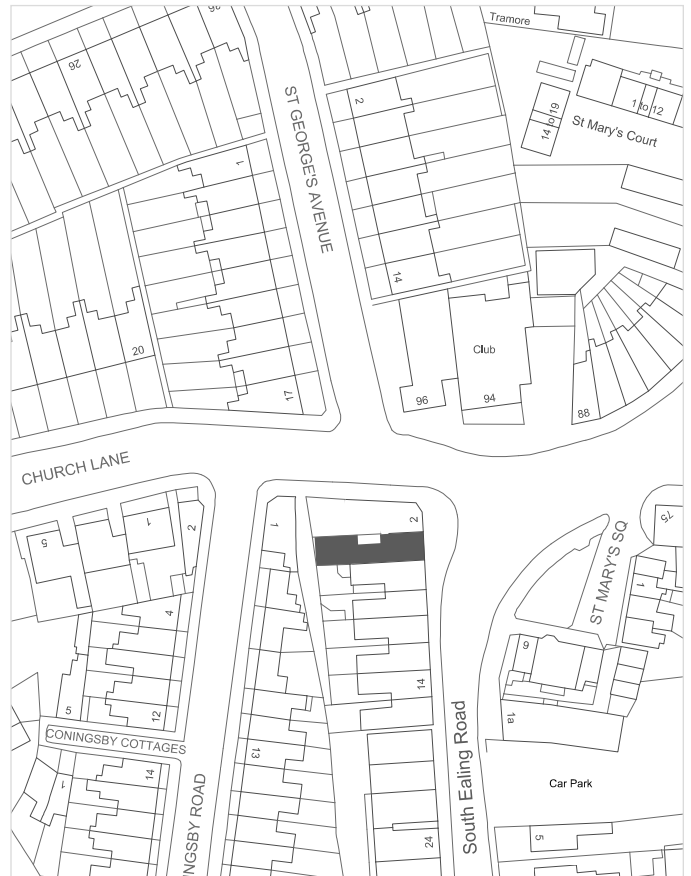 26
26
Tramore
ST GEORGE'S AVENUE
2
1 to 12
14 to 19
St Mary's Court
1
14
20
Club
17
96
94
88
CHURCH LANE
5
1
2
1
2
75
ST MARY'S SQ
1
4
9
14
5
12
1a
CONINGSBY COTTAGES
13
South Ealing Road
1
14
Car Park
NINGSBY ROAD
24
5